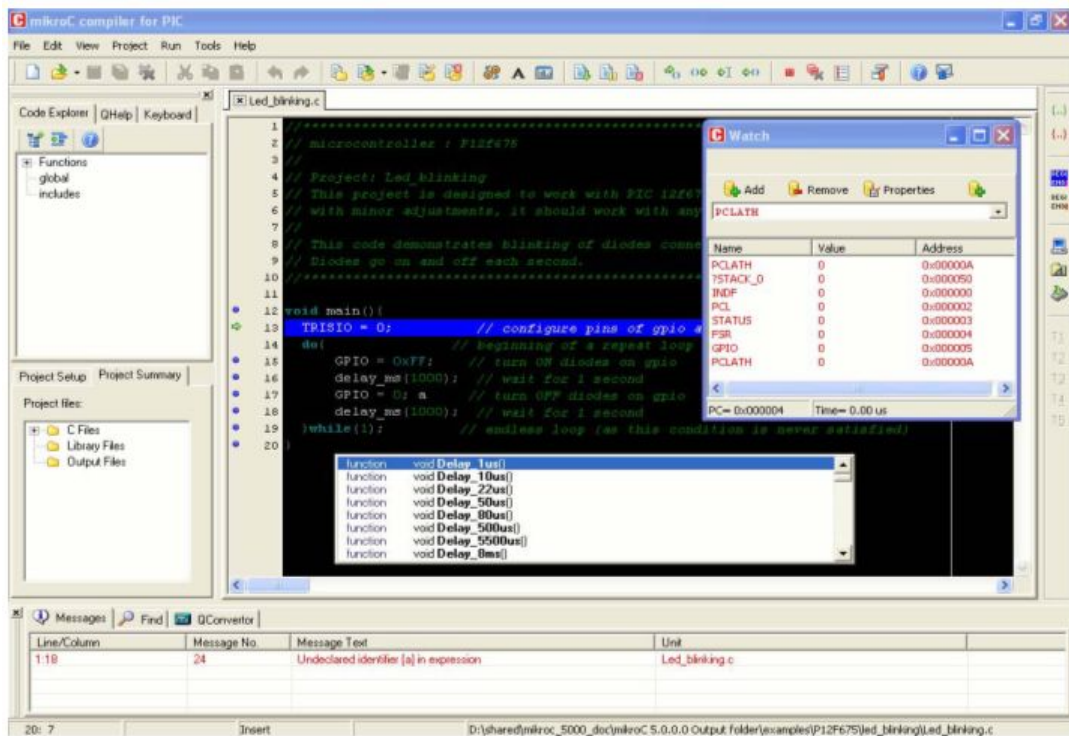 mikroC compiler for PIC
File Edit View Project Run Tools Help
Code Explorer QHelp Keyboard
Functions
global
includes
Project Setup Project Summary
Project files:
C Files
Library Files
Output Files
Led_blinking.c
1 //************************************************
2 // microcontroller : P12f675
3 //
4 // Project: Led_blinking
5 // This project is designed to work with PIC 12f675
6 // with minor adjustments, it should work with any
7 //
8 // This code demonstrates blinking of diodes conne
9 // Diodes go on and off each second.
10 //************************************************
11
12 void main(){
13 TRISIO = 0; // configure pins of gpio a
14 do{ // beginning of a repeat loop
15 GPIO = 0xFF; // turn ON diodes on gpio
16 delay_ms(1000); // wait for 1 second
17 GPIO = 0; a // turn OFF diodes on gpio
18 delay_ms(1000); // wait for 1 second
19 }while(1); // endless loop (as this condition is never satisfied)
20 }
function void Delay_1us()
function void Delay_10us()
function void Delay_22us()
function void Delay_50us()
function void Delay_80us()
function void Delay_500us()
function void Delay_5500us()
function void Delay_8ms()
Watch
Add Remove Properties
PCLATH
Name Value Address
PCLATH 0 0x00000A
?STACK_0 0 0x000050
INDF 0 0x000000
PCL 0 0x000002
STATUS 0 0x000003
FSR 0 0x000004
GPIO 0 0x000005
PCLATH 0 0x00000A
PC= 0x000004 Time= 0.00 us
T1
T2
T3
T4
T5
Messages Find QConvertor
Line/Column Message No. Message Text Unit
1:18 24 Undeclared identifier [a] in expression Led_blinking.c
20: 7 Insert D:\shared\mikroc_5000_doc\mikroC 5.0.0.0 Output folder\examples\P12F675\led_blinking\Led_blinking.c